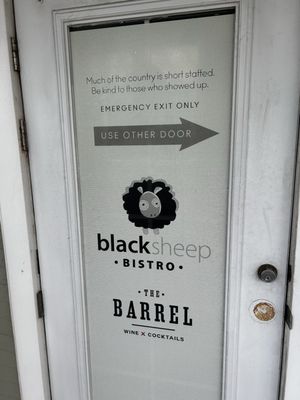 Much of the country is short staffed.
Be kind to those who showed up.
EMERGENCY EXIT ONLY
USE OTHER DOOR
blacksheep
• BISTRO •
• THE •
BARREL
WINE X COCKTAILS